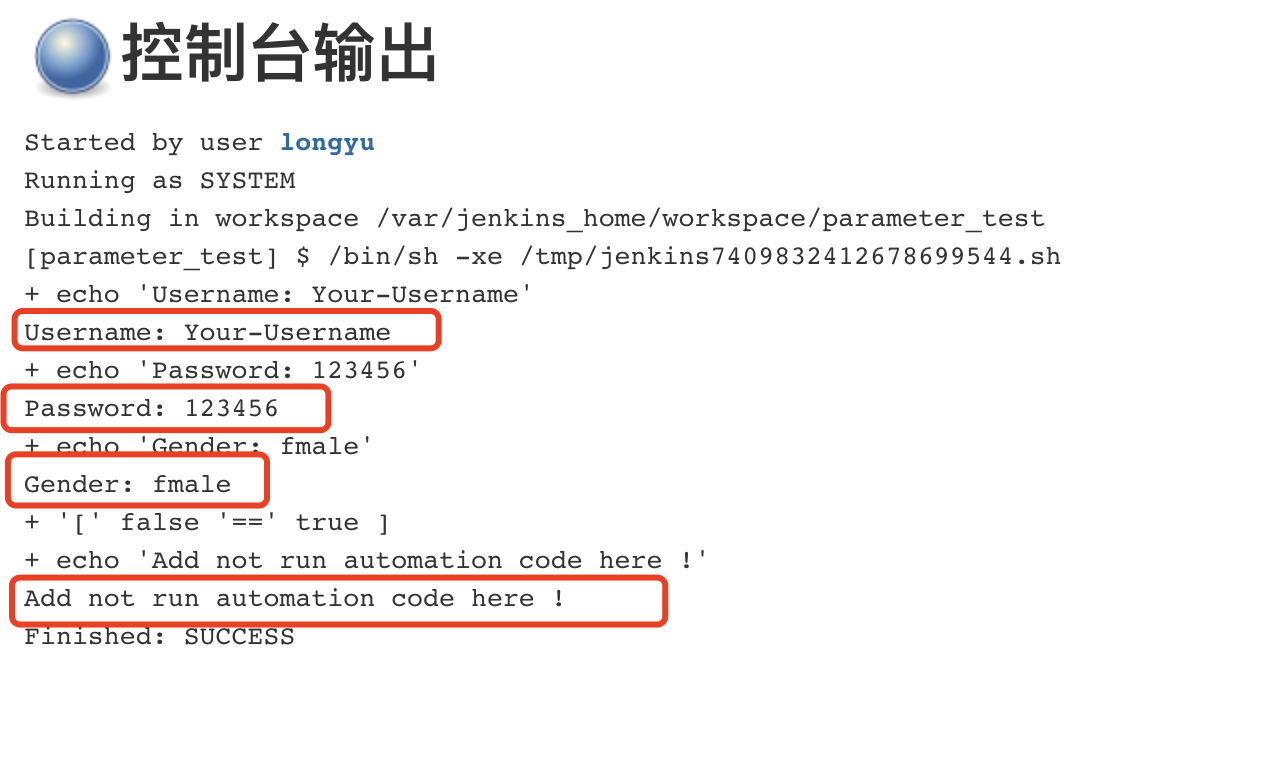 控制台输出
Started by user longyu
Running as SYSTEM
Building in workspace /var/jenkins_home/workspace/parameter_test
[parameter_test] $ /bin/sh -xe /tmp/jenkins7409832412678699544.sh
+ echo 'Username: Your-Username'
Username: Your-Username
+ echo 'Password: 123456'
Password: 123456
+ echo 'Gender: fmale'
Gender: fmale
+ '[' false '==' true ]
+ echo 'Add not run automation code here !'
Add not run automation code here !
Finished: SUCCESS